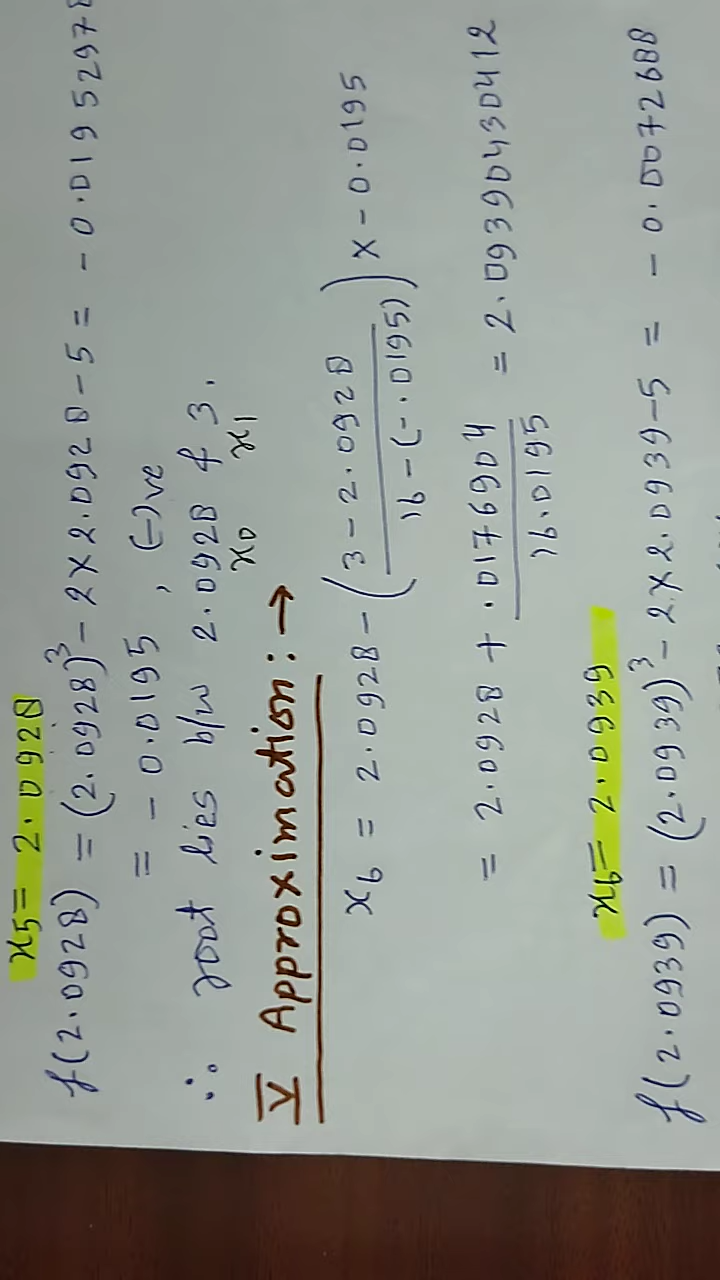 x5 = 2.0928
f(2.0928) = (2.0928)³ - 2×2.0928 - 5 = - 0.0195297
= - 0.0195 , (-)ve
∴ root lies b/w 2.0928 & 3.
x0 x1
V Approximation :→
x6 = 2.0928 - ( 3 - 2.0928 / 16 - (-.0195) ) × - 0.0195
= 2.0928 + .0176904 / 16.0195 = 2.093904304 12
x6 = 2.0939
f(2.0939) = (2.0939)³ - 2×2.0939-5 = - 0.0072688